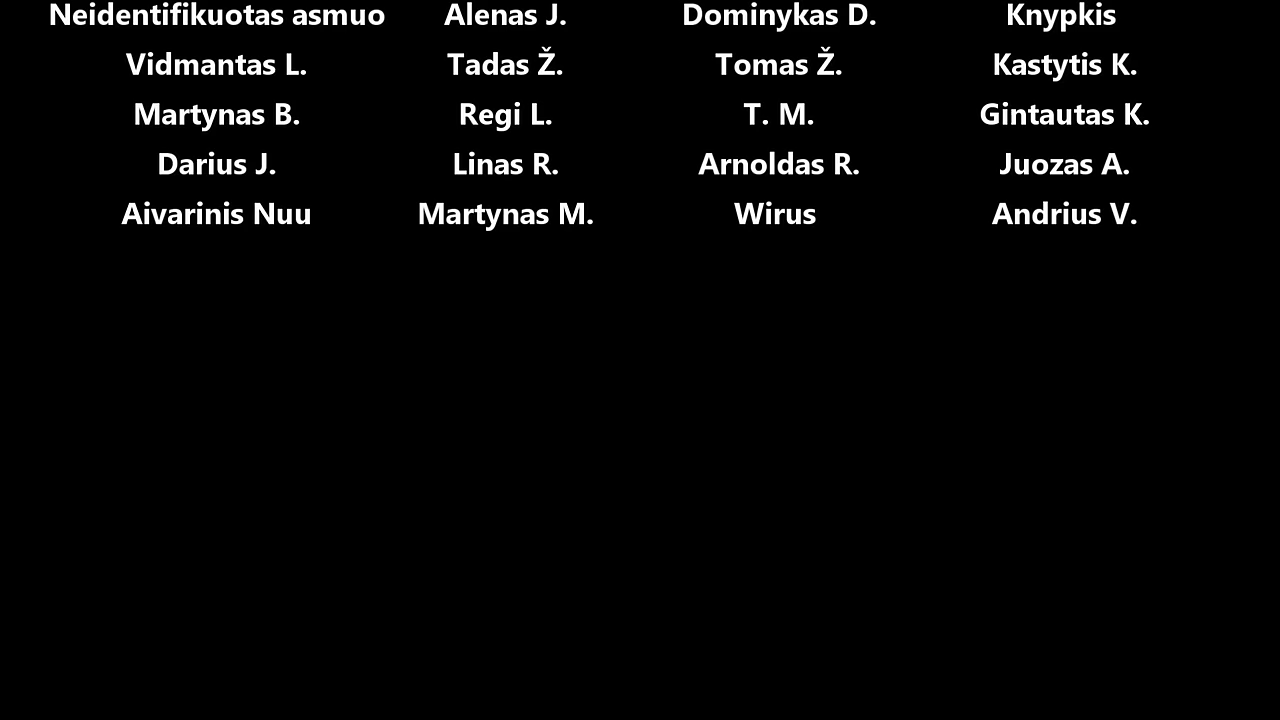 Neidentifikuotas asmuo Alenas J. Dominykas D. Knypkis
Vidmantas L. Tadas Ž. Tomas Ž. Kastytis K.
Martynas B. Regi L. T. M. Gintautas K.
Darius J. Linas R. Arnoldas R. Juozas A.
Aivarinis Nuu Martynas M. Wirus Andrius V.